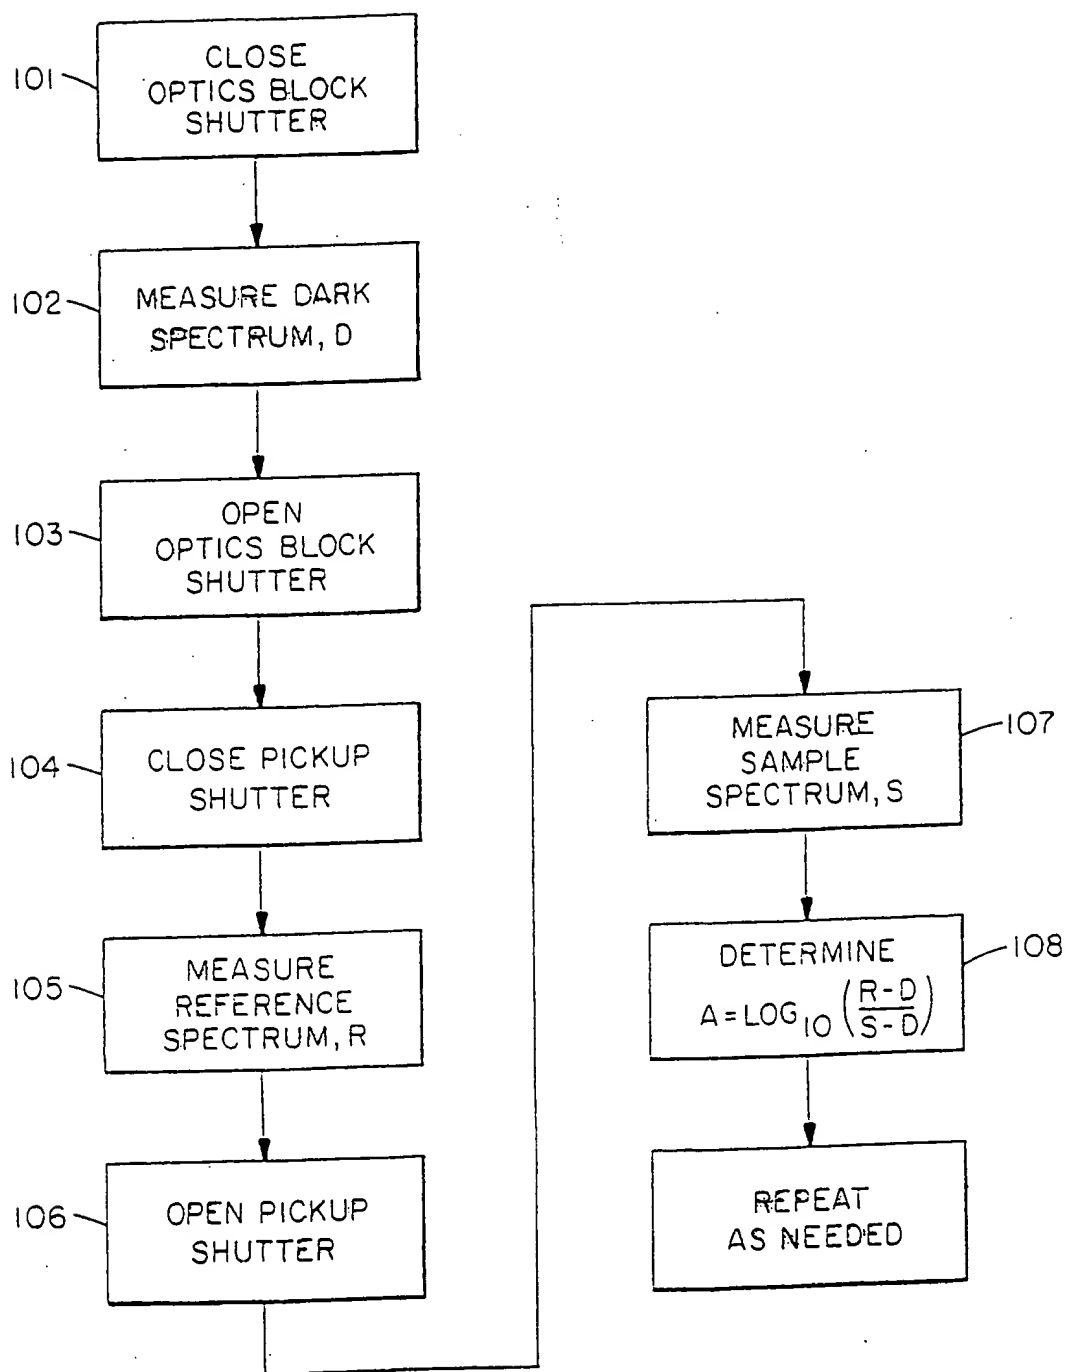 101
CLOSE
OPTICS BLOCK
SHUTTER
102
MEASURE DARK
SPECTRUM, D
103
OPEN
OPTICS BLOCK
SHUTTER
104
CLOSE PICKUP
SHUTTER
105
MEASURE
REFERENCE
SPECTRUM, R
106
OPEN PICKUP
SHUTTER
107
MEASURE
SAMPLE
SPECTRUM, S
108
DETERMINE
A = LOG₁₀ (R-D / S-D)
REPEAT
AS NEEDED